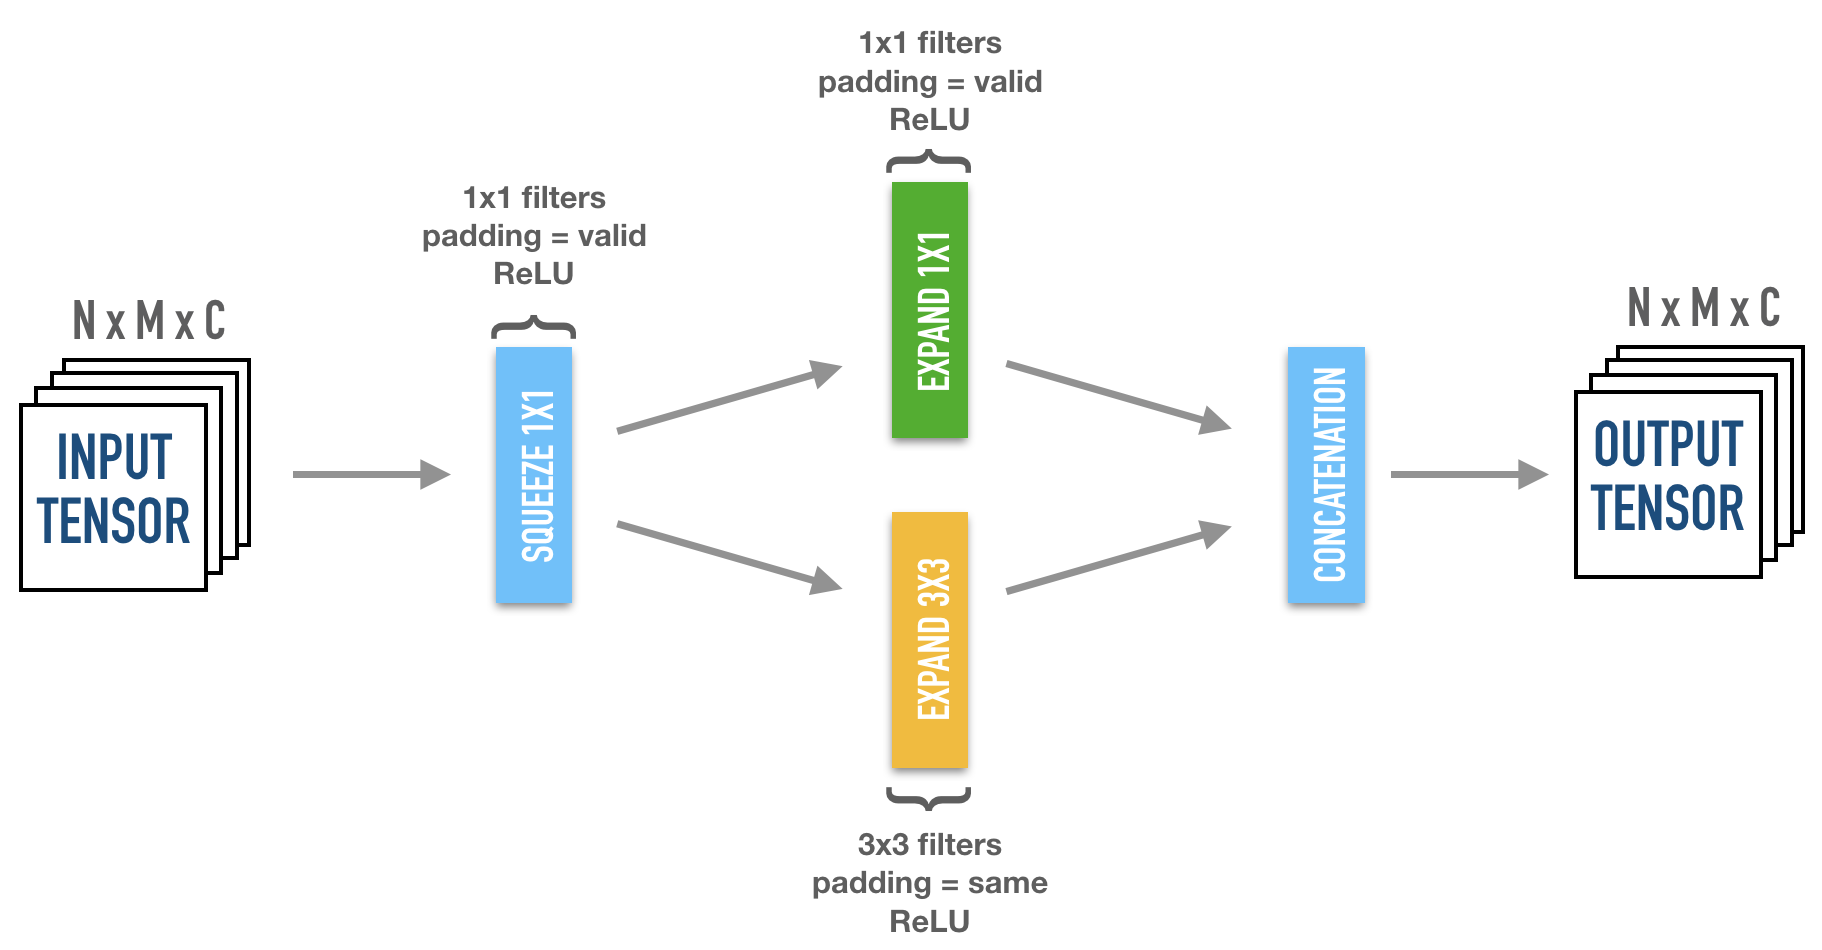 N x M x C
INPUT
TENSOR
1x1 filters
padding = valid
ReLU
SQUEEZE 1X1
1x1 filters
padding = valid
ReLU
EXPAND 1X1
EXPAND 3X3
3x3 filters
padding = same
ReLU
CONCATENATION
N x M x C
OUTPUT
TENSOR